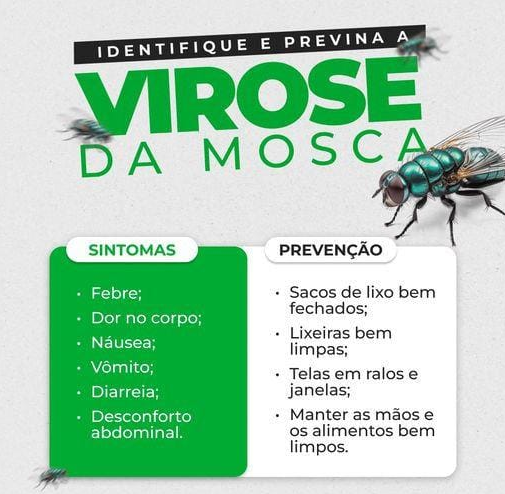 IDENTIFIQUE E PREVINA A
VIROSE
DA MOSCA
SINTOMAS
• Febre;
• Dor no corpo;
• Náusea;
• Vômito;
• Diarreia;
• Desconforto
abdominal.
PREVENÇÃO
• Sacos de lixo bem
fechados;
• Lixeiras bem
limpas;
• Telas em ralos e
janelas;
• Manter as mãos e
os alimentos bem
limpos.